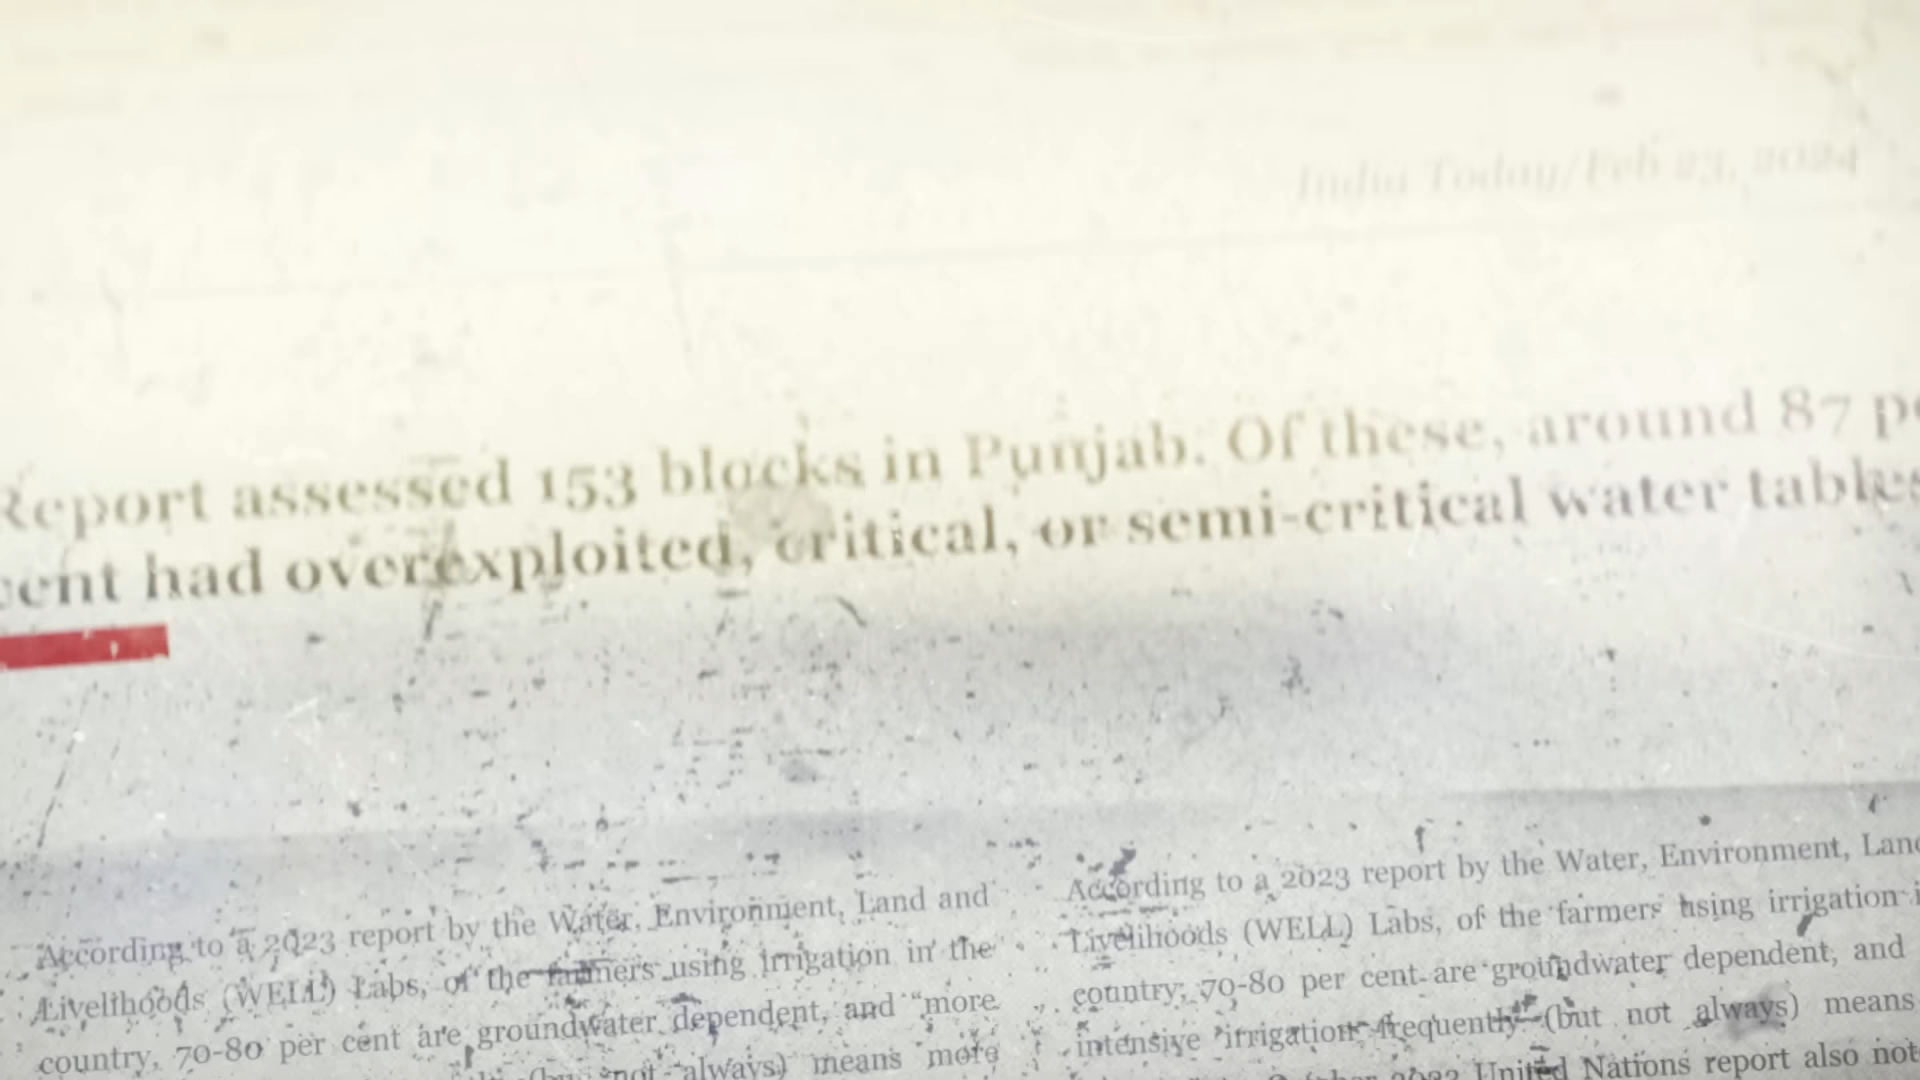 India Today/Feb 23, 2024
Report assessed 153 blocks in Punjab. Of these, around 87
cent had overexploited, critical, or semi-critical water tables
According to a 2023 report by the Water, Environment, Land and
Livelihoods (WELL) Labs, of the farmers using irrigation in the
country, 70-80 per cent are groundwater dependent, and “more
not always) means more
According to a 2023 report by the Water, Environment, Land
Livelihoods (WELL) Labs, of the farmers using irrigation
country, 70-80 per cent are groundwater dependent, and
intensive irrigation frequently (but not always) means
United Nations report also